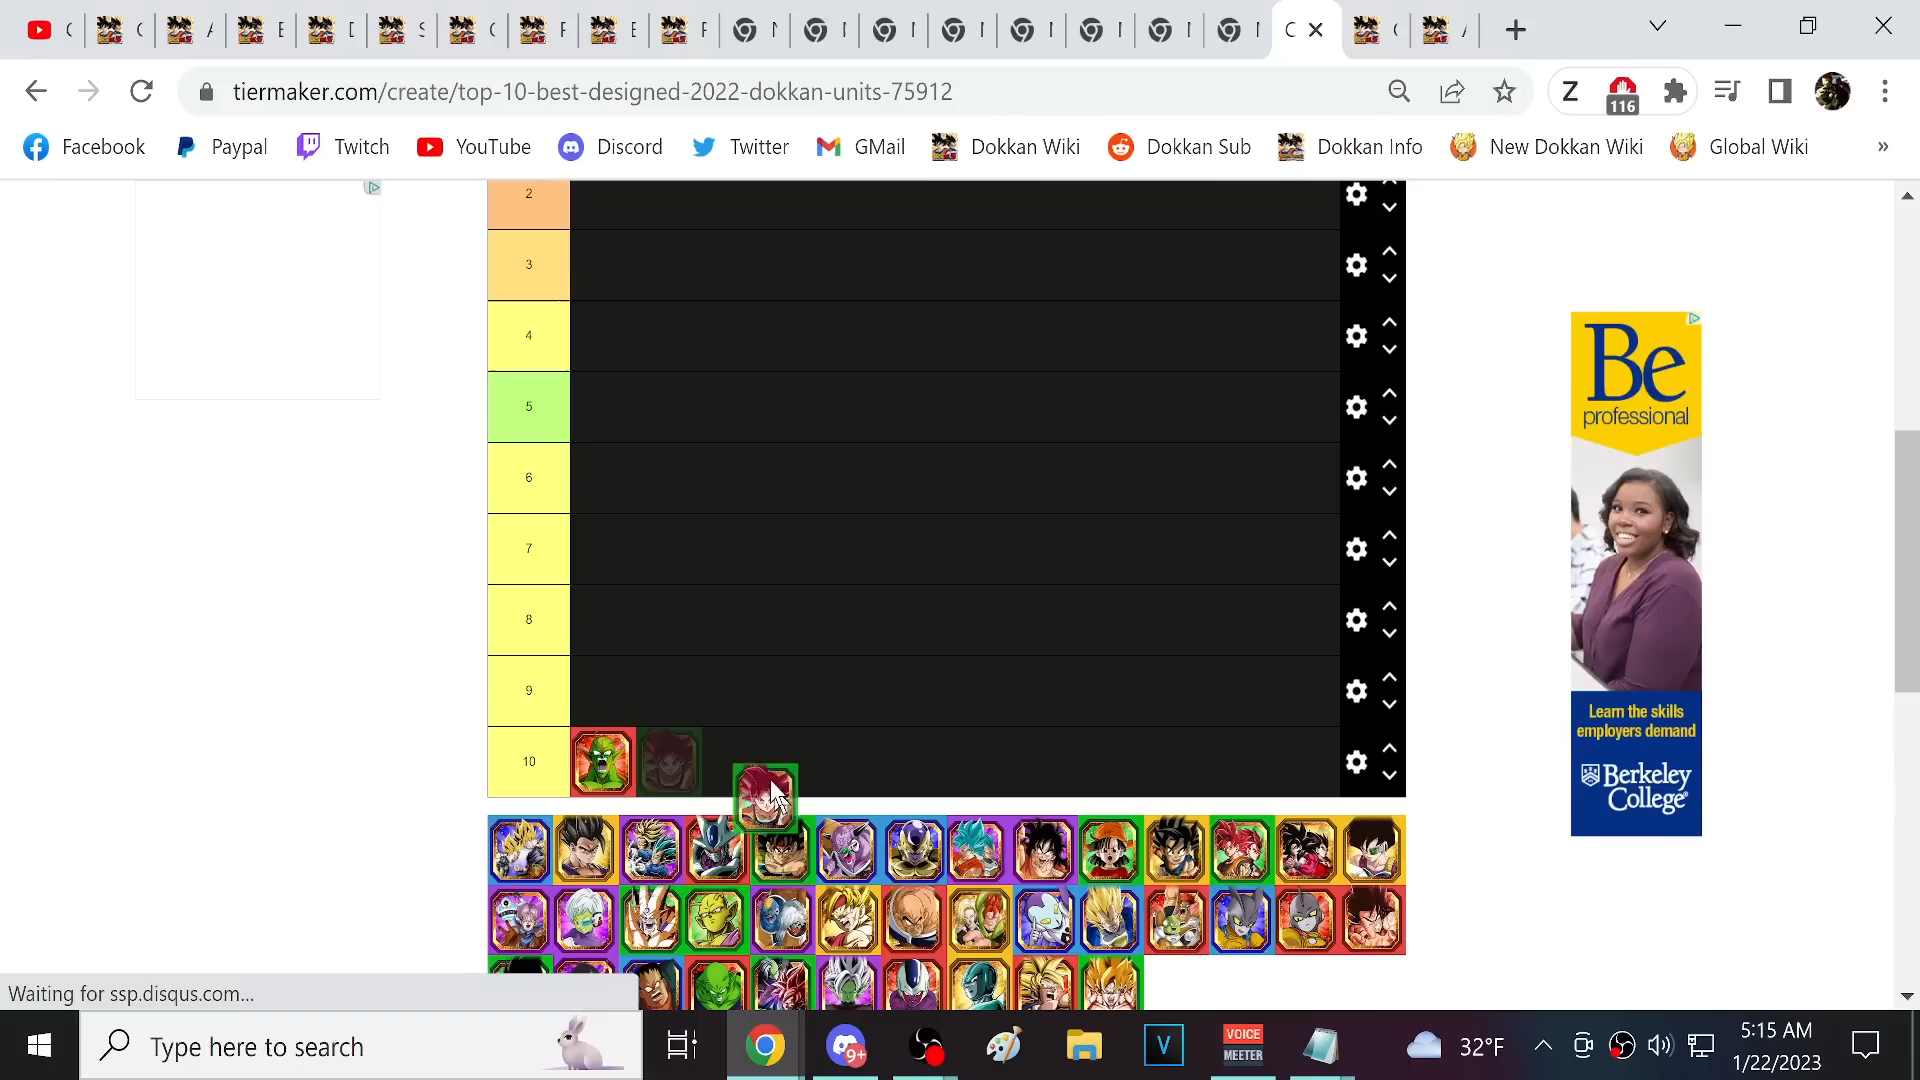 tiermaker.com/create/top-10-best-designed-2022-dokkan-units-75912
116
Facebook
Paypal
Twitch
YouTube
Discord
Twitter
GMail
Dokkan Wiki
Dokkan Sub
Dokkan Info
New Dokkan Wiki
Global Wiki
»
2
3
4
5
6
7
8
9
10
Be
professional
Learn the skills
employers demand
Berkeley
College
Waiting for ssp.disqus.com...
Type here to search
9+
V
VOICE
MEETER
32°F
5:15 AM
1/22/2023